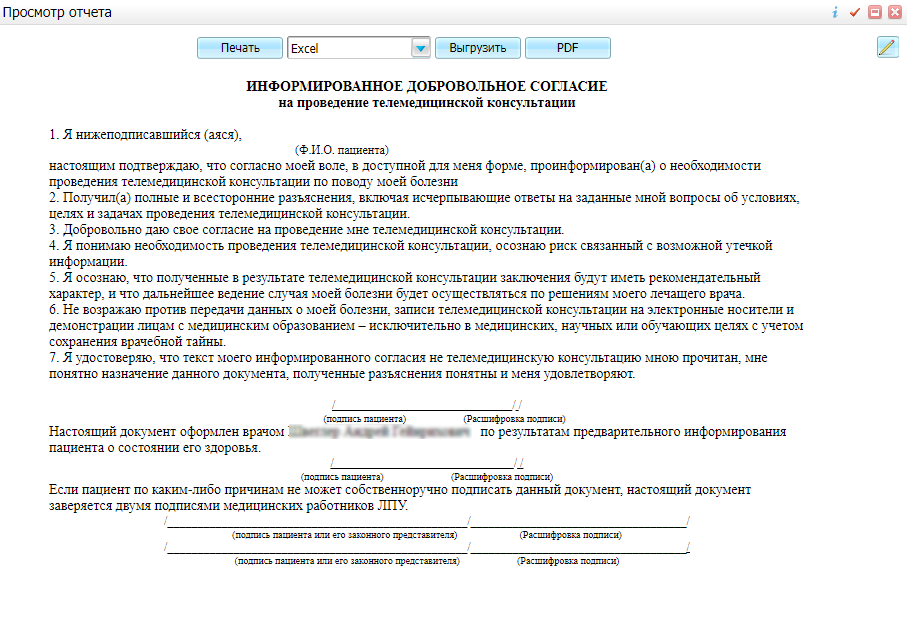 Просмотр отчета
Печать Excel Выгрузить PDF
ИНФОРМИРОВАННОЕ ДОБРОВОЛЬНОЕ СОГЛАСИЕ
на проведение телемедицинской консультации
1. Я нижеподписавшийся (аяся),
(Ф.И.О. пациента)
настоящим подтверждаю, что согласно моей воле, в доступной для меня форме, проинформирован(а) о необходимости
проведения телемедицинской консультации по поводу моей болезни
2. Получил(а) полные и всесторонние разъяснения, включая исчерпывающие ответы на заданные мной вопросы об условиях,
целях и задачах проведения телемедицинской консультации.
3. Добровольно даю свое согласие на проведение мне телемедицинской консультации.
4. Я понимаю необходимость проведения телемедицинской консультации, осознаю риск связанный с возможной утечкой
информации.
5. Я осознаю, что полученные в результате телемедицинской консультации заключения будут иметь рекомендательный
характер, и что дальнейшее ведение случая моей болезни будет осуществляться по решениям моего лечащего врача.
6. Не возражаю против передачи данных о моей болезни, записи телемедицинской консультации на электронные носители и
демонстрации лицам с медицинским образованием – исключительно в медицинских, научных или обучающих целях с учетом
сохранения врачебной тайны.
7. Я удостоверяю, что текст моего информированного согласия не телемедицинскую консультацию мною прочитан, мне
понятно назначение данного документа, полученные разъяснения понятны и меня удовлетворяют.
/____________________________/_/
(подпись пациента) (Расшифровка подписи)
Настоящий документ оформлен врачом по результатам предварительного информирования
пациента о состоянии его здоровья.
/____________________________/_/
(подпись пациента) (Расшифровка подписи)
Если пациент по каким-либо причинам не может собственноручно подписать данный документ, настоящий документ
заверяется двумя подписями медицинских работников ЛПУ.
/______________________________________________/_________________________________/
(подпись пациента или его законного представителя) (Расшифровка подписи)
/______________________________________________/_________________________________/
(подпись пациента или его законного представителя) (Расшифровка подписи)